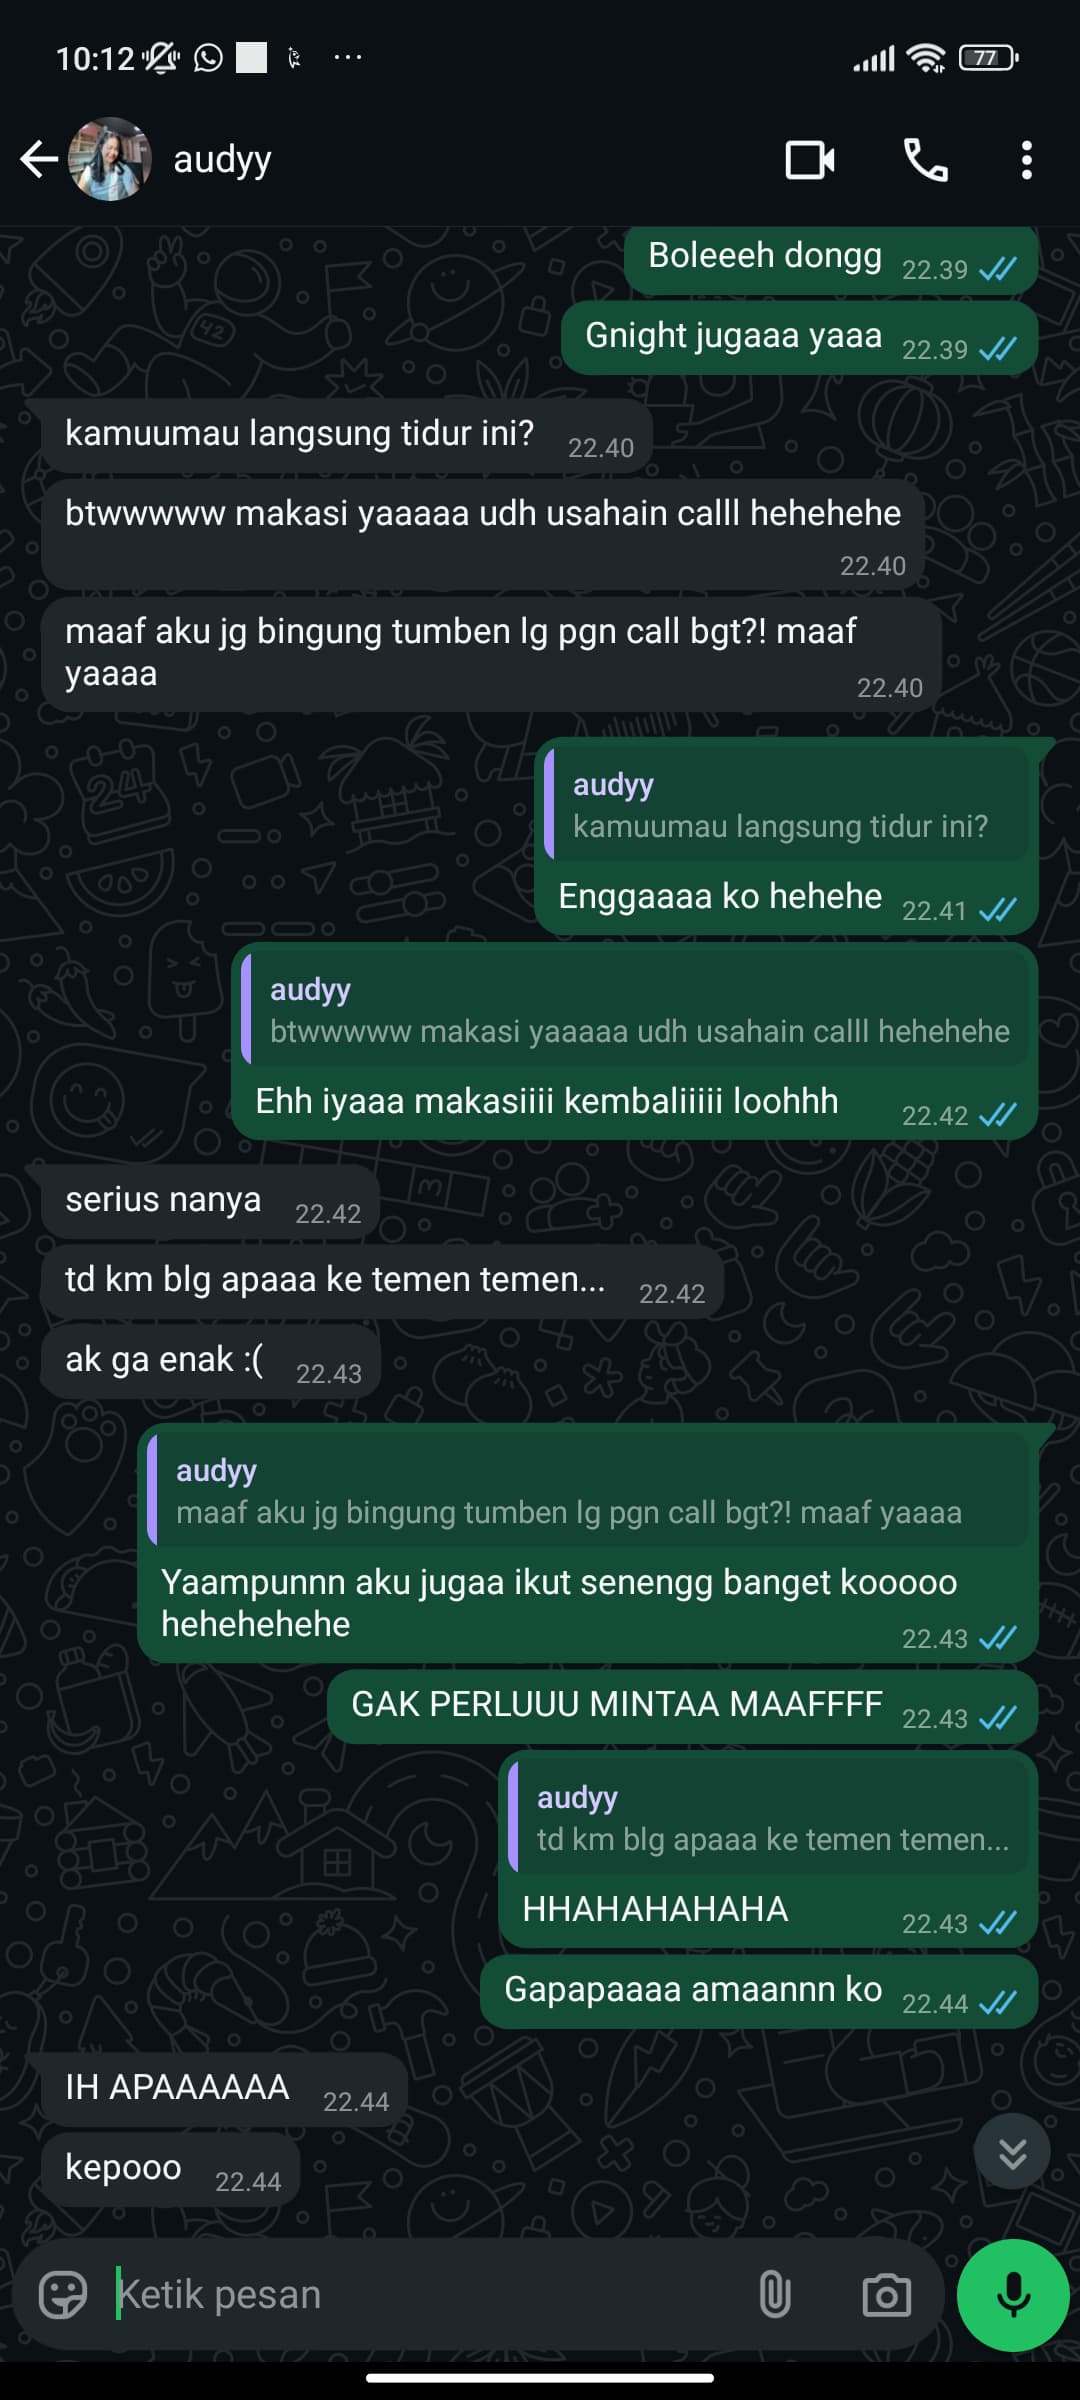 10:12
77
audyy
Boleeeh dongg 22.39
Gnight jugaaa yaaa 22.39
kamuumau langsung tidur ini? 22.40
btwwwww makasi yaaaaa udh usahain calll hehehehe
22.40
maaf aku jg bingung tumben lg pgn call bgt?! maaf
yaaaa
22.40
audyy
kamuumau langsung tidur ini?
Enggaaaa ko hehehe 22.41
audyy
btwwwww makasi yaaaaa udh usahain calll hehehehe
Ehh iyaaa makasiiii kembaliiiii loohhh 22.42
serius nanya 22.42
td km blg apaaa ke temen temen... 22.42
ak ga enak :( 22.43
audyy
maaf aku jg bingung tumben lg pgn call bgt?! maaf yaaaa
Yaampunnn aku jugaa ikut senengg banget kooooo
hehehehehe
22.43
GAK PERLUUU MINTAA MAAFFFF 22.43
audyy
td km blg apaaa ke temen temen...
HHAHAHAHAHA 22.43
Gapapaaaa amaannn ko 22.44
IH APAAAAAA 22.44
kepooo 22.44
Ketik pesan